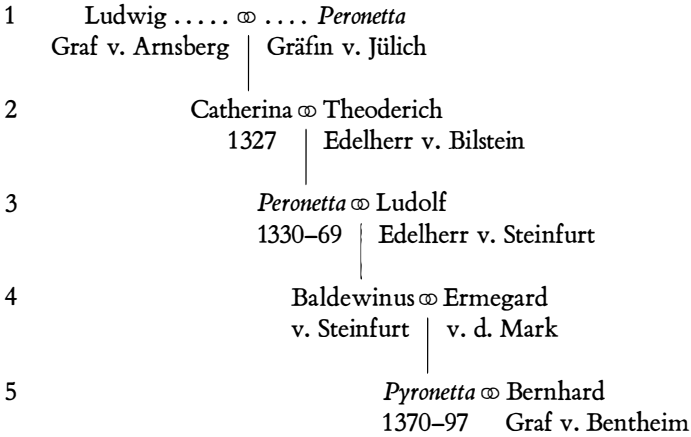 1 Ludwig ..... ⚭ .... Peronetta
Graf v. Arnsberg Gräfin v. Jülich
2 Catherina ⚭ Theoderich
1327 Edelherr v. Bilstein
3 Peronetta ⚭ Ludolf
1330–69 Edelherr v. Steinfurt
4 Baldewinus ⚭ Ermegard
v. Steinfurt v. d. Mark
5 Pyronetta ⚭ Bernhard
1370–97 Graf v. Bentheim